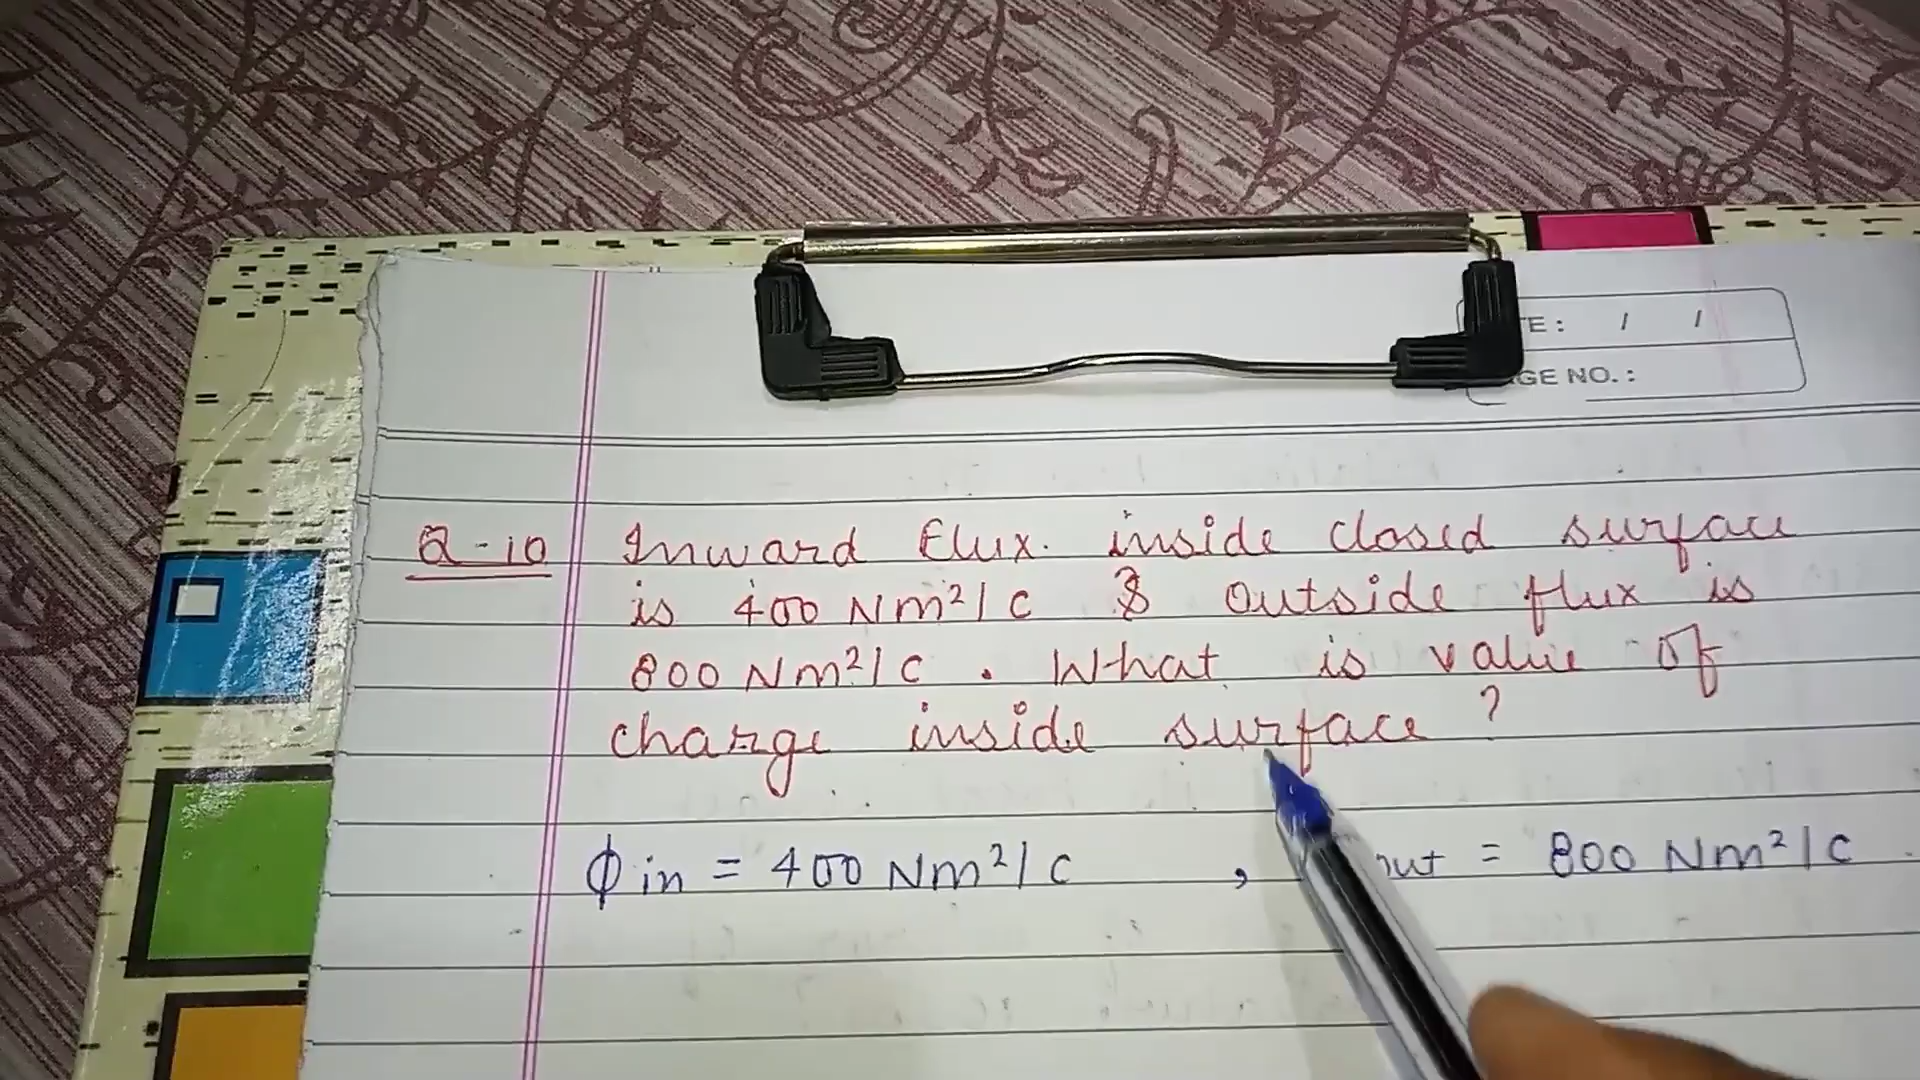 TE: / /
GE NO.:
Q-10 Inward flux. inside closed surface
is 400 Nm²/C & Outside flux is
800 Nm²/C. What is value of
charge inside surface?
ϕin = 400 Nm²/C , out = 800 Nm²/C